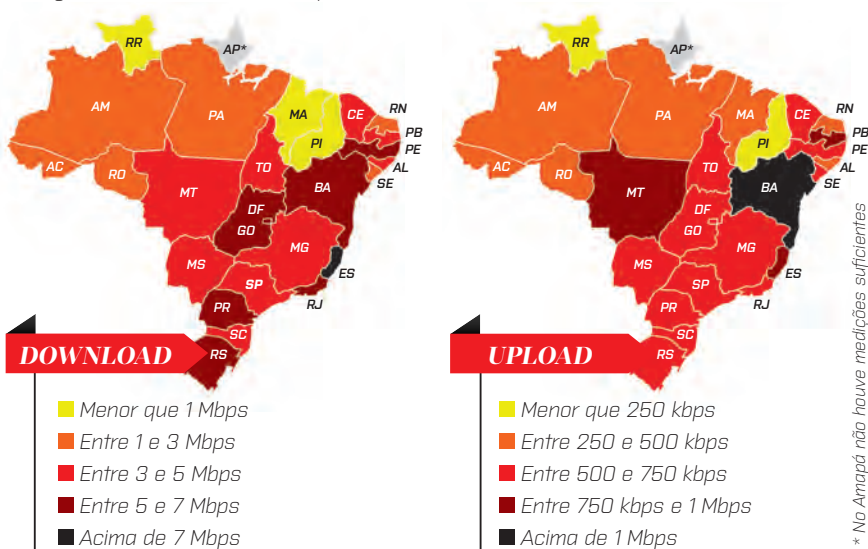 RR
AP*
AM
PA
MA
CE
RN
PB
PI
PE
AC
RO
TO
AL
SE
MT
BA
DF
GO
MG
MS
ES
SP
RJ
PR
SC
RS
DOWNLOAD
Menor que 1 Mbps
Entre 1 e 3 Mbps
Entre 3 e 5 Mbps
Entre 5 e 7 Mbps
Acima de 7 Mbps
RR
AP*
AM
PA
MA
CE
RN
PB
PI
PE
AC
RO
TO
AL
SE
MT
BA
DF
GO
MG
MS
ES
SP
RJ
PR
SC
RS
UPLOAD
Menor que 250 kbps
Entre 250 e 500 kbps
Entre 500 e 750 kbps
Entre 750 kbps e 1 Mbps
Acima de 1 Mbps
* No Amapá não houve medições suficientes